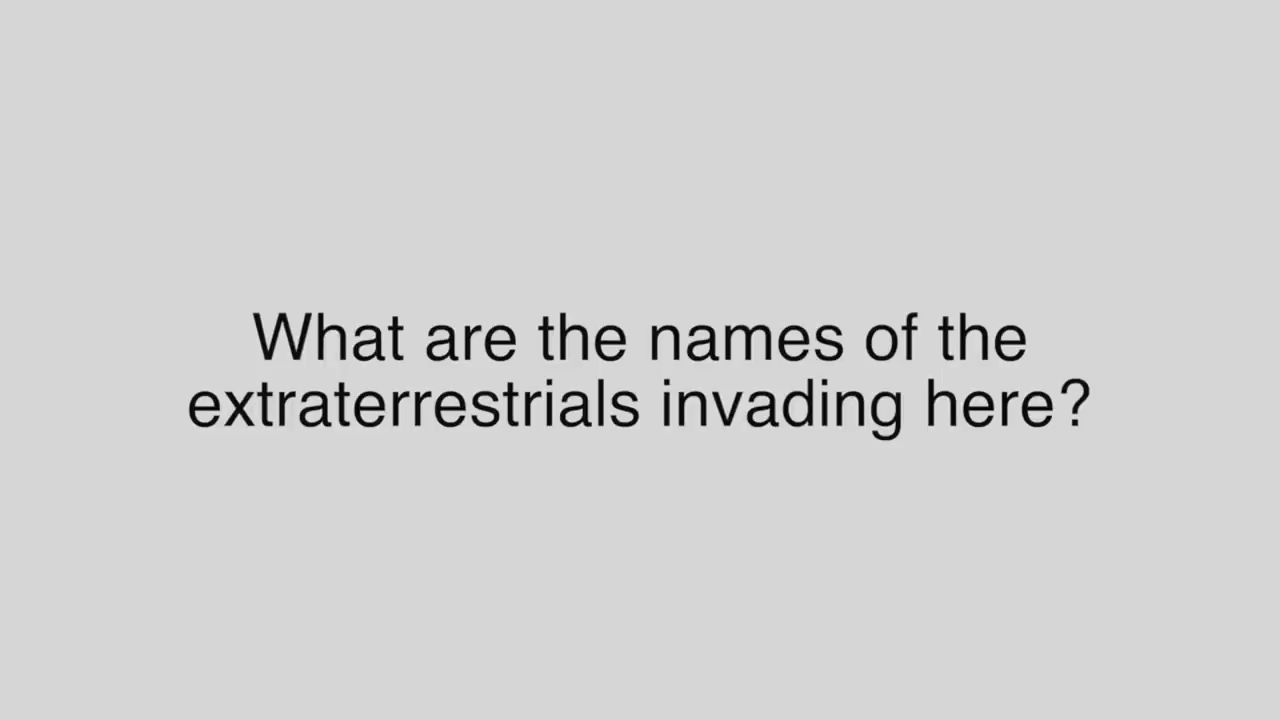 What are the names of the
extraterrestrials invading here?